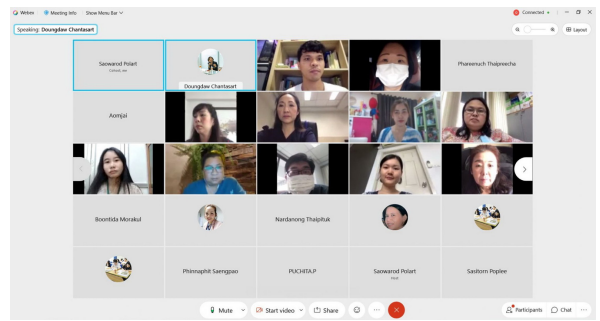 Webex
Meeting Info
Show Menu Bar
Connected
Speaking: Doungdaw Chantasart
Layout
Saowarod Polart
Cohost, me
Doungdaw Chantasart
Phareenuch Thaipreecha
Aomjai
Boontida Morakul
Nardanong Thaipituk
Phinnaphit Saengpao
PUCHITA.P
Saowarod Polart
Host
Sasitorn Poplee
Mute
Start video
Share
Participants
Chat